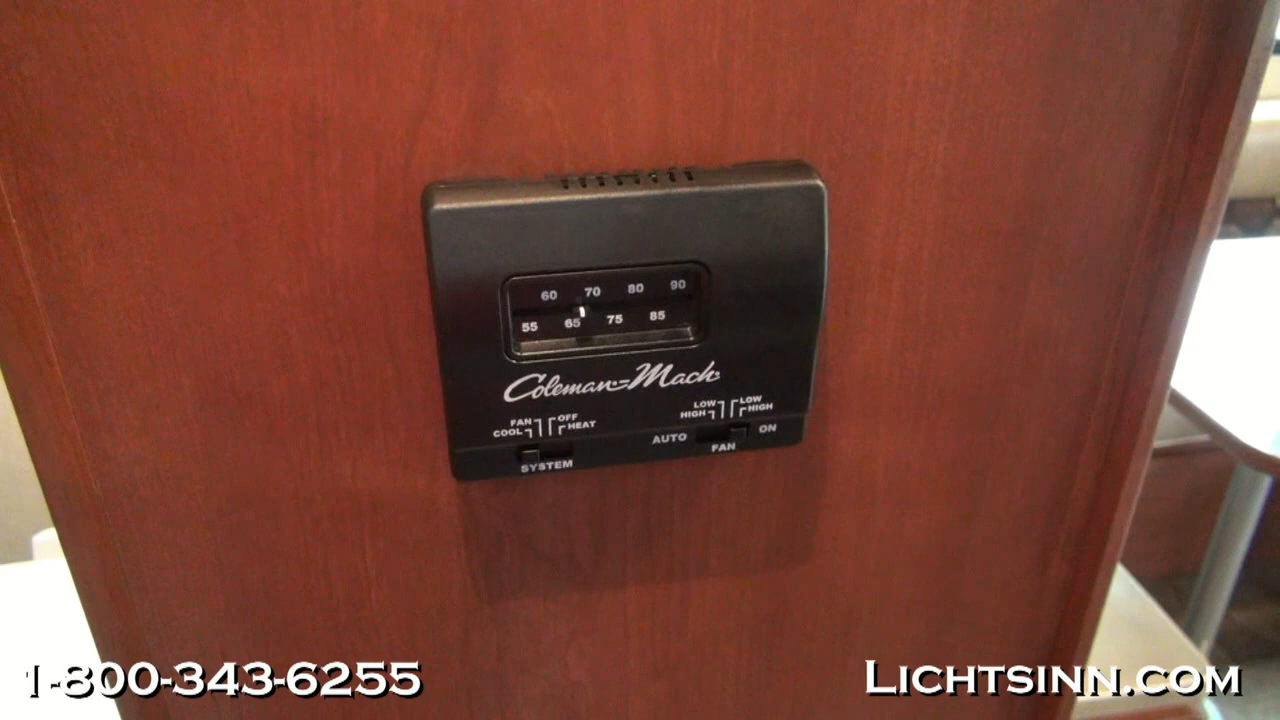 60 70 80 90
55 65 75 85
Coleman-Mach
FAN OFF
COOL HEAT
SYSTEM
LOW LOW
HIGH HIGH
AUTO ON
FAN
1-800-343-6255
LICHTSINN.COM